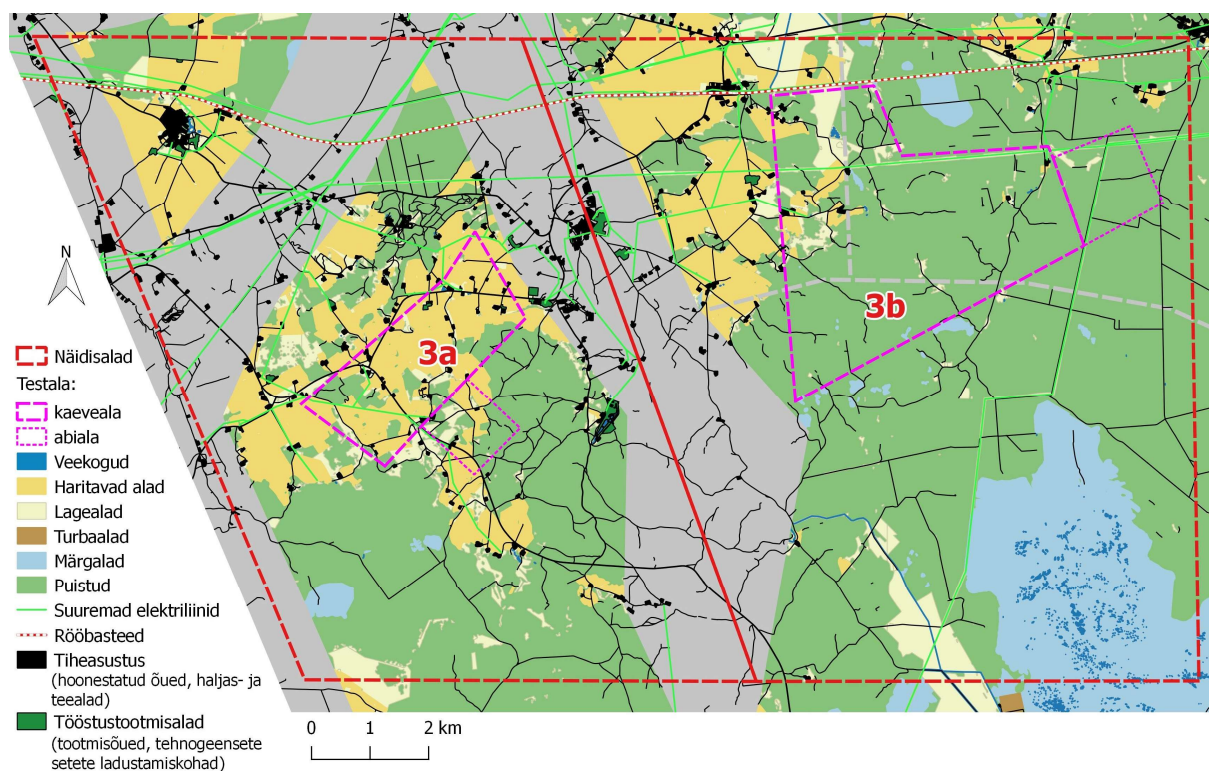 3a
3b
N
Näidisalad
Testala:
kaeveala
abiala
Veekogud
Haritavad alad
Lagealad
Turbaalad
Märgalad
Puistud
Suuremad elektriliinid
Rööbasteed
Tiheasustus
(hoonestatud õued, haljas- ja
teealad)
Tööstustootmisalad
(tootmisõued, tehnogeensete
setete ladustamiskohad)
0 1 2 km